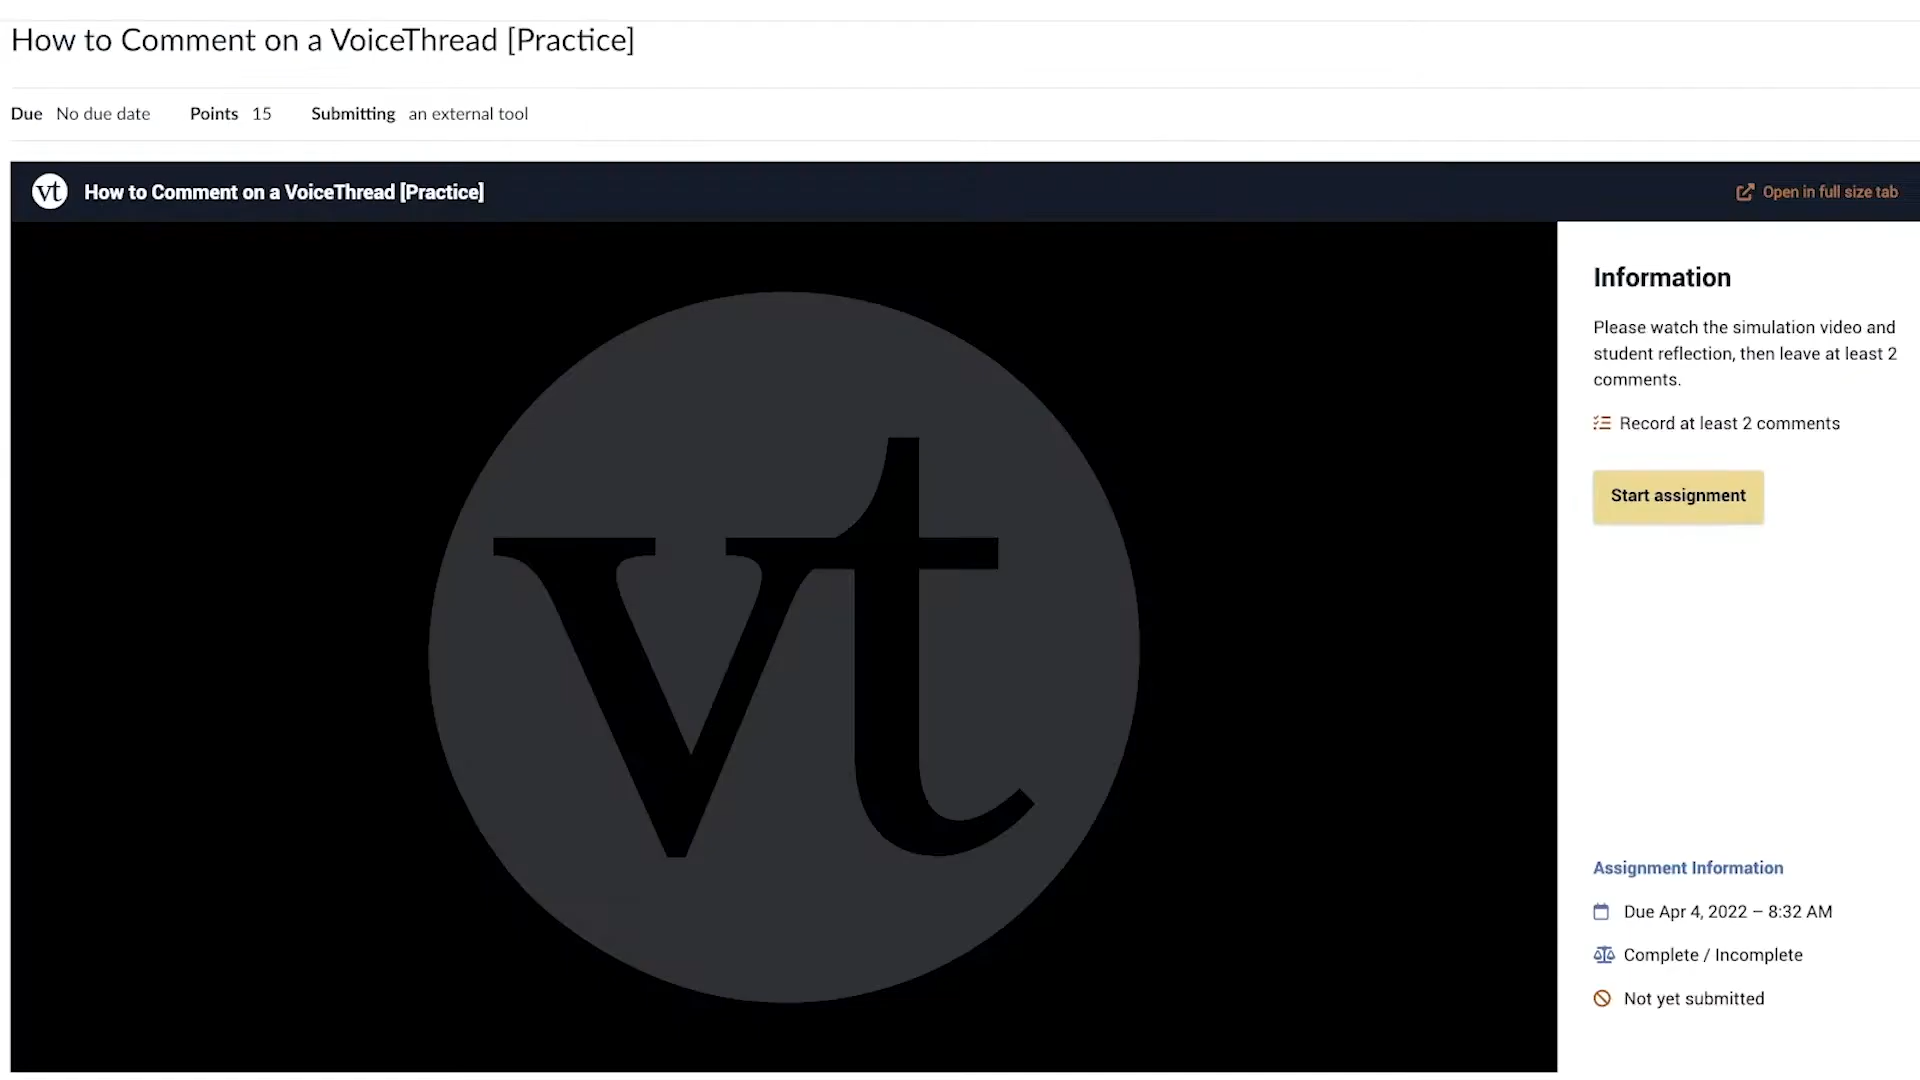 How to Comment on a VoiceThread [Practice]
Due No due date Points 15 Submitting an external tool
vt How to Comment on a VoiceThread [Practice] Open in full size tab
vt
Information
Please watch the simulation video and
student reflection, then leave at least 2
comments.
Record at least 2 comments
Start assignment
Assignment Information
Due Apr 4, 2022 – 8:32 AM
Complete / Incomplete
Not yet submitted